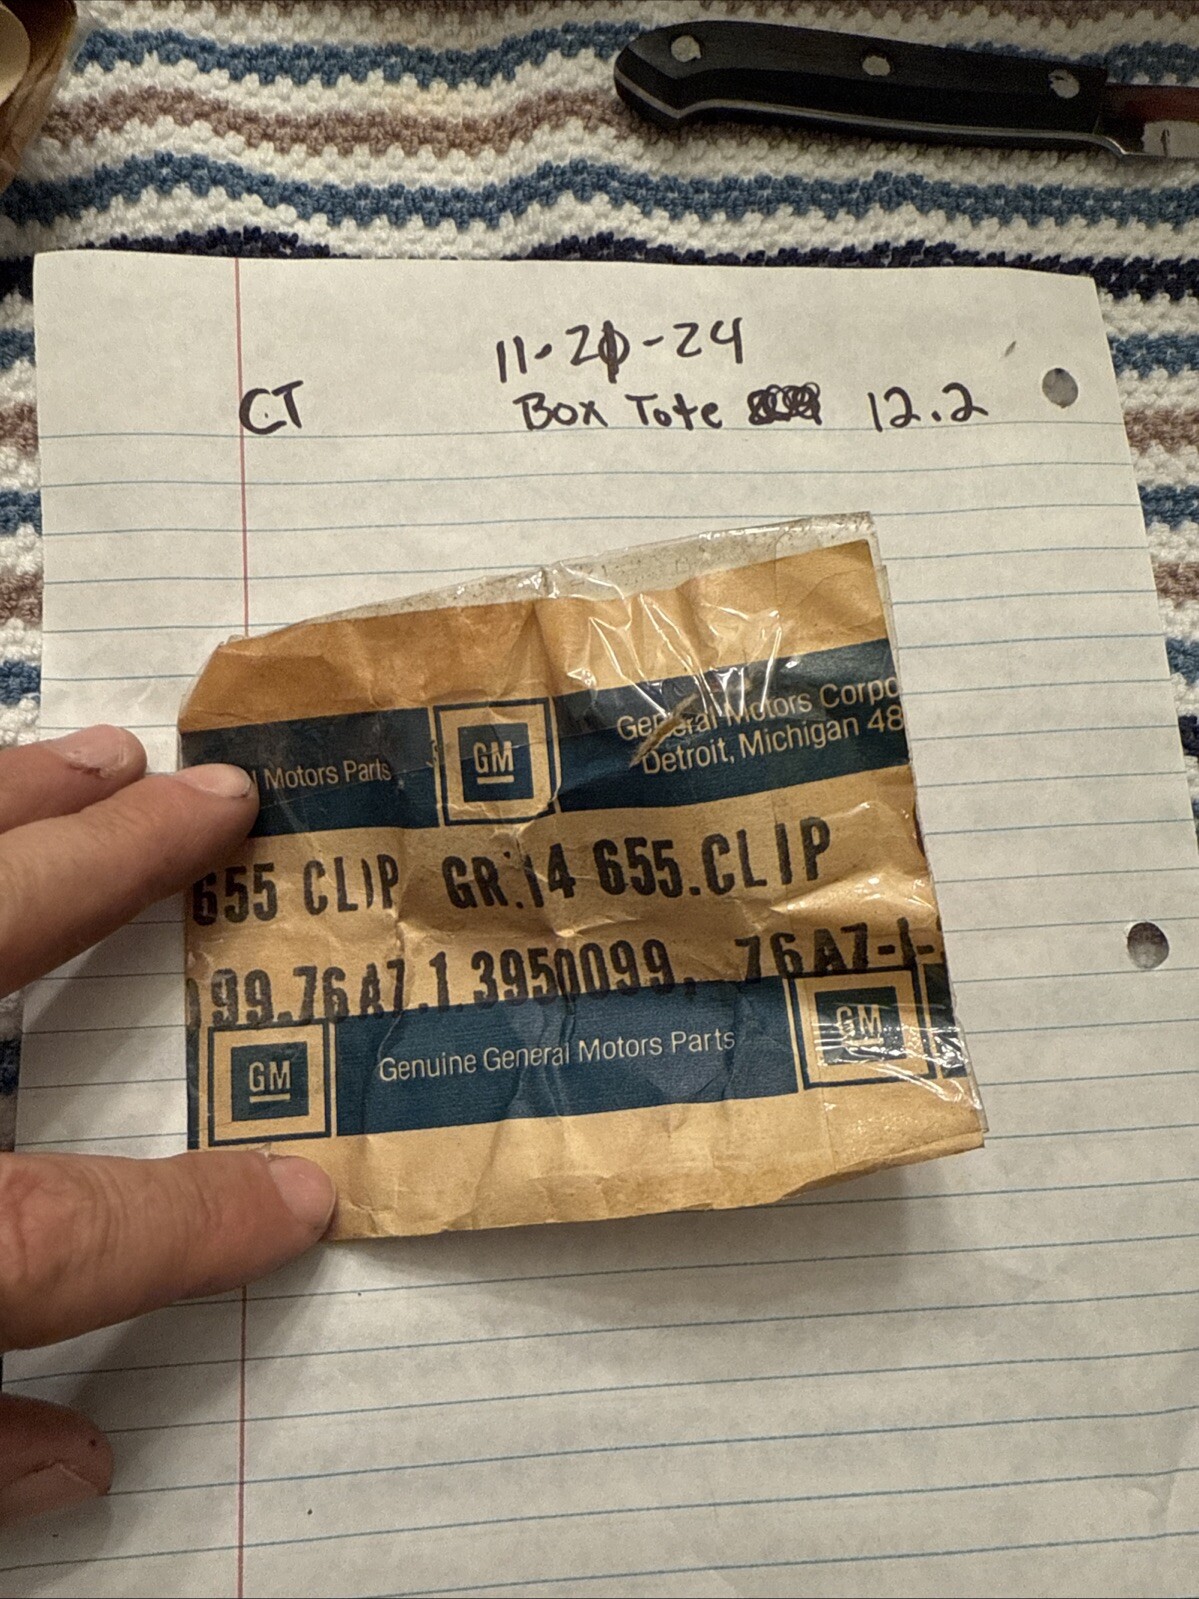 11-20-24
CT Box Tote 12.2
General Motors Corpo
l Motors Parts GM Detroit, Michigan 48
655 CLIP GR.14 655.CLIP
099.76A7.1.3950099. 76A7-1-
GM Genuine General Motors Parts GM